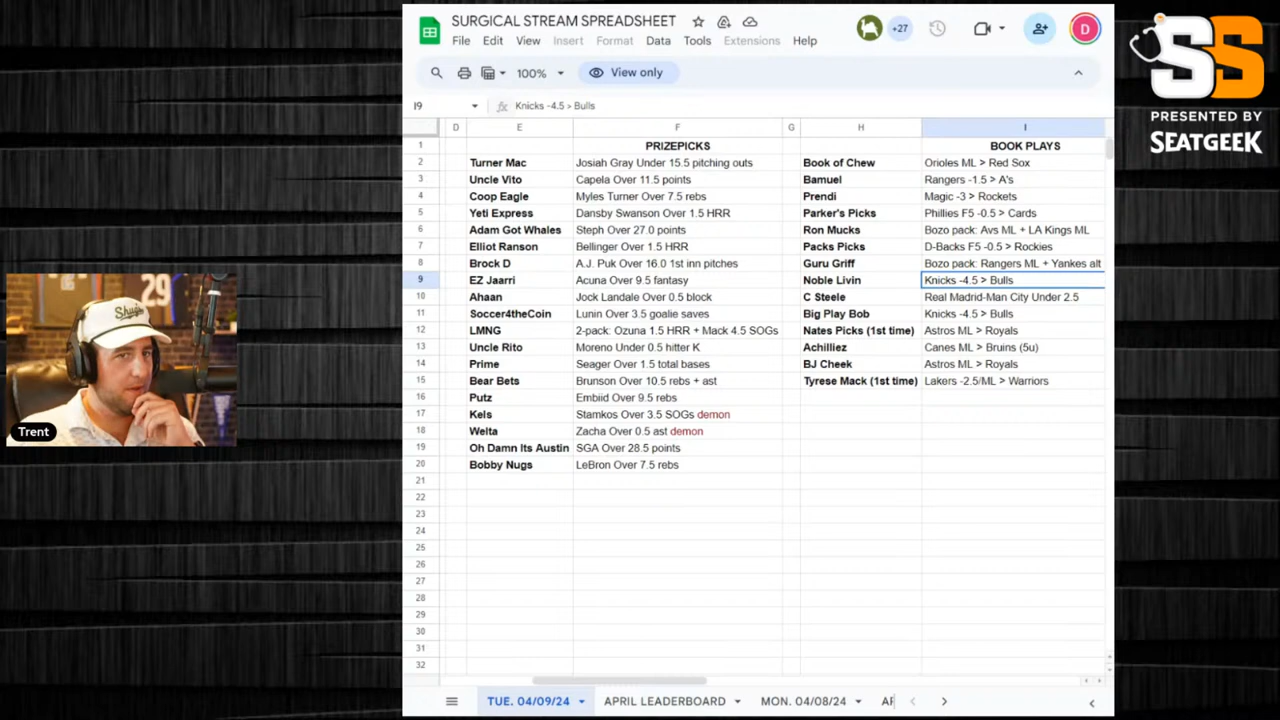 SURGICAL STREAM SPREADSHEET
File Edit View Insert Format Data Tools Extensions Help
+27
D
100%
View only
I9
fx Knicks -4.5 > Bulls
D E F G H I
1 PRIZEPICKS BOOK PLAYS
2 Turner Mac Josiah Gray Under 15.5 pitching outs Book of Chew Orioles ML > Red Sox
3 Uncle Vito Capela Over 11.5 points Bamuel Rangers -1.5 > A's
4 Coop Eagle Myles Turner Over 7.5 rebs Prendi Magic -3 > Rockets
5 Yeti Express Dansby Swanson Over 1.5 HRR Parker's Picks Phillies F5 -0.5 > Cards
6 Adam Got Whales Steph Over 27.0 points Ron Mucks Bozo pack: Avs ML + LA Kings ML
7 Elliot Ranson Bellinger Over 1.5 HRR Packs Picks D-Backs F5 -0.5 > Rockies
8 Brock D A.J. Puk Over 16.0 1st inn pitches Guru Griff Bozo pack: Rangers ML + Yankes alt
9 EZ Jaarri Acuna Over 9.5 fantasy Noble Livin Knicks -4.5 > Bulls
10 Ahaan Jock Landale Over 0.5 block C Steele Real Madrid-Man City Under 2.5
11 Soccer4theCoin Lunin Over 3.5 goalie saves Big Play Bob Knicks -4.5 > Bulls
12 LMNG 2-pack: Ozuna 1.5 HRR + Mack 4.5 SOGs Nates Picks (1st time) Astros ML > Royals
13 Uncle Rito Moreno Under 0.5 hitter K Achilliez Canes ML > Bruins (5u)
14 Prime Seager Over 1.5 total bases BJ Cheek Astros ML > Royals
15 Bear Bets Brunson Over 10.5 rebs + ast Tyrese Mack (1st time) Lakers -2.5/ML > Warriors
16 Putz Embiid Over 9.5 rebs
17 Kels Stamkos Over 3.5 SOGs demon
18 Welta Zacha Over 0.5 ast demon
19 Oh Damn Its Austin SGA Over 28.5 points
20 Bobby Nugs LeBron Over 7.5 rebs
21
22
23
24
25
26
27
28
29
30
31
32
TUE. 04/09/24 APRIL LEADERBOARD MON. 04/08/24
SS
PRESENTED BY
SEATGEEK
29
Trent